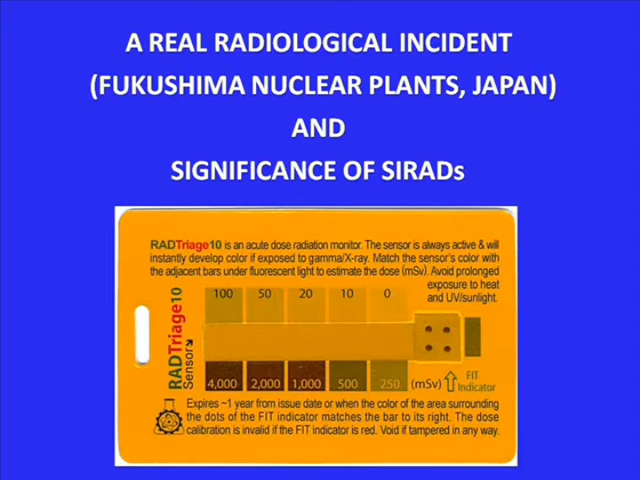 A REAL RADIOLOGICAL INCIDENT
(FUKUSHIMA NUCLEAR PLANTS, JAPAN)
AND
SIGNIFICANCE OF SIRADs
RADTriage10 is an acute dose radiation monitor. The sensor is always active & will
instantly develop color if exposed to gamma/X-ray. Match the sensor's color with
the adjacent bars under fluorescent light to estimate the dose (mSv). Avoid prolonged
exposure to heat
and UV/sunlight.
100 50 20 10 0
RADTriage10
Sensor
4,000 2,000 1,000 500 250 (mSv)
FIT
Indicator
Expires ~1 year from issue date or when the color of the area surrounding
the dots of the FIT indicator matches the bar to its right. The dose
calibration is invalid if the FIT indicator is red. Void if tampered in any way.